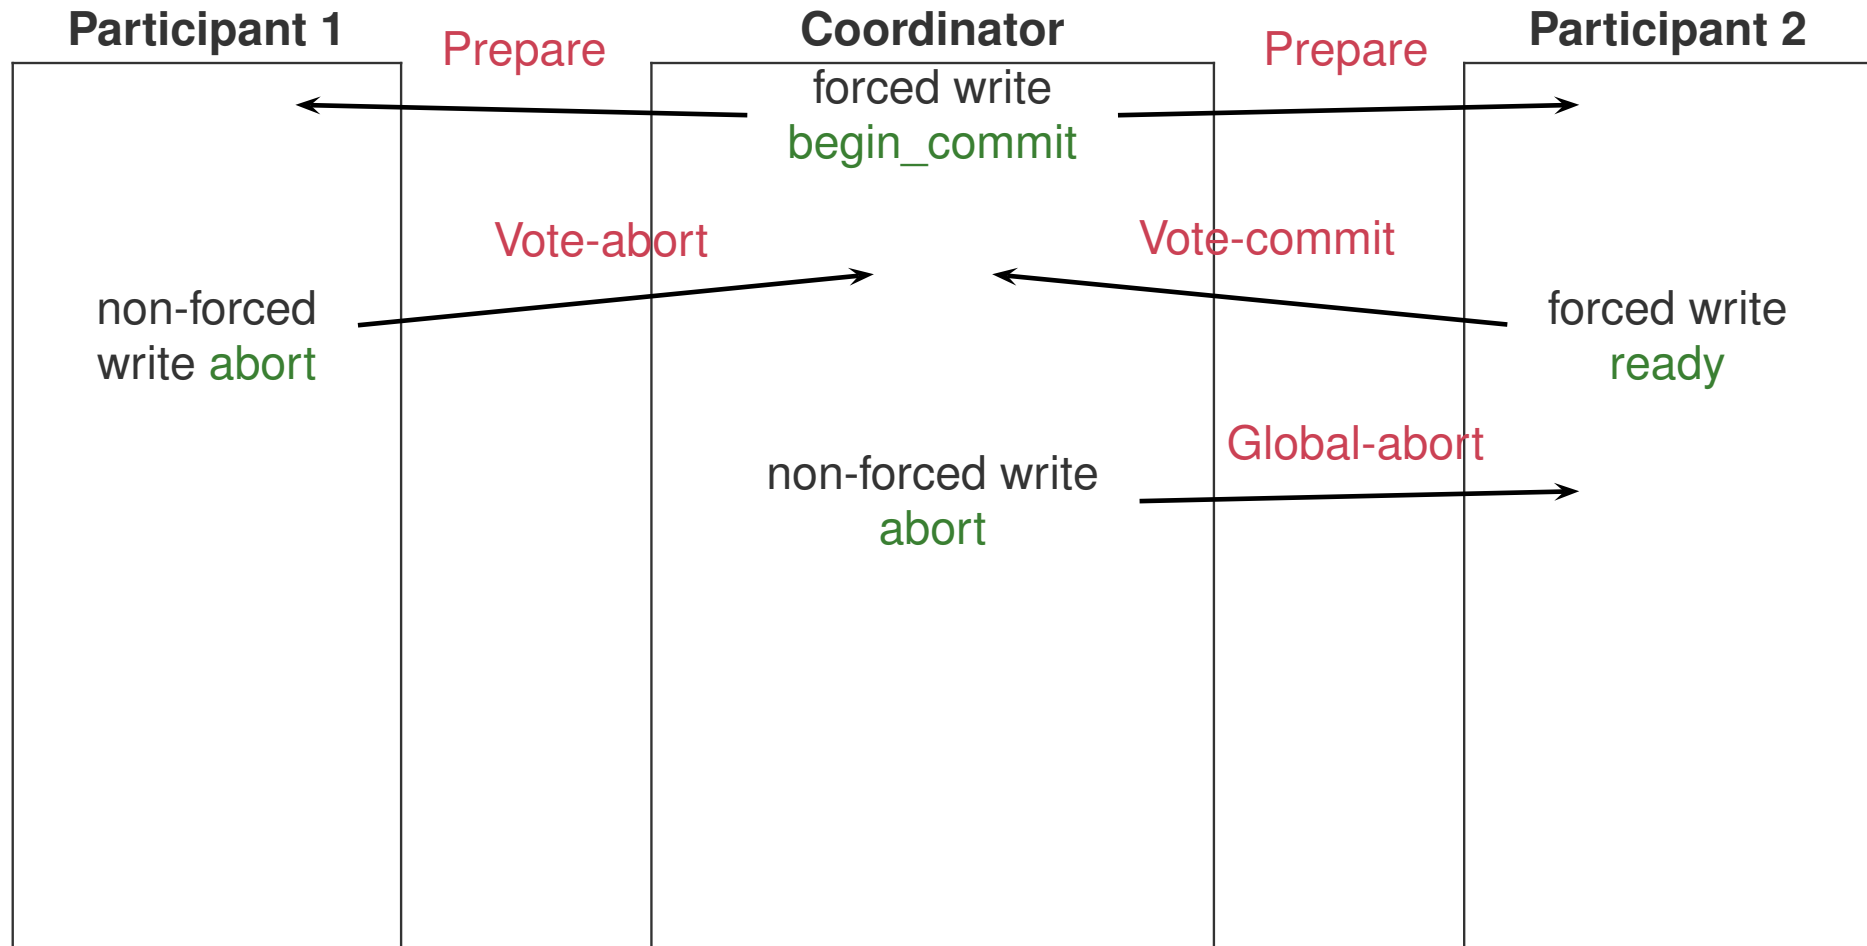 Participant 1
Prepare
Coordinator
Prepare
Participant 2
forced write
begin_commit
Vote-abort
Vote-commit
non-forced
write abort
forced write
ready
Global-abort
non-forced write
abort